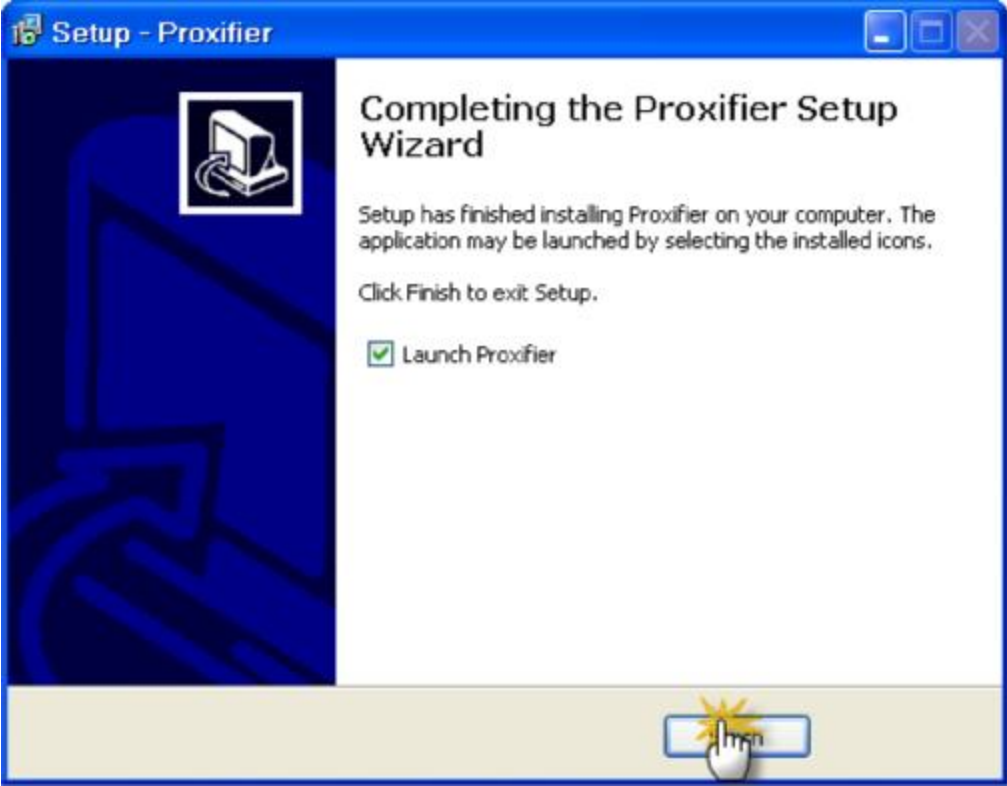 Setup - Proxifier
Completing the Proxifier Setup
Wizard
Setup has finished installing Proxifier on your computer. The
application may be launched by selecting the installed icons.
Click Finish to exit Setup.
Launch Proxifier